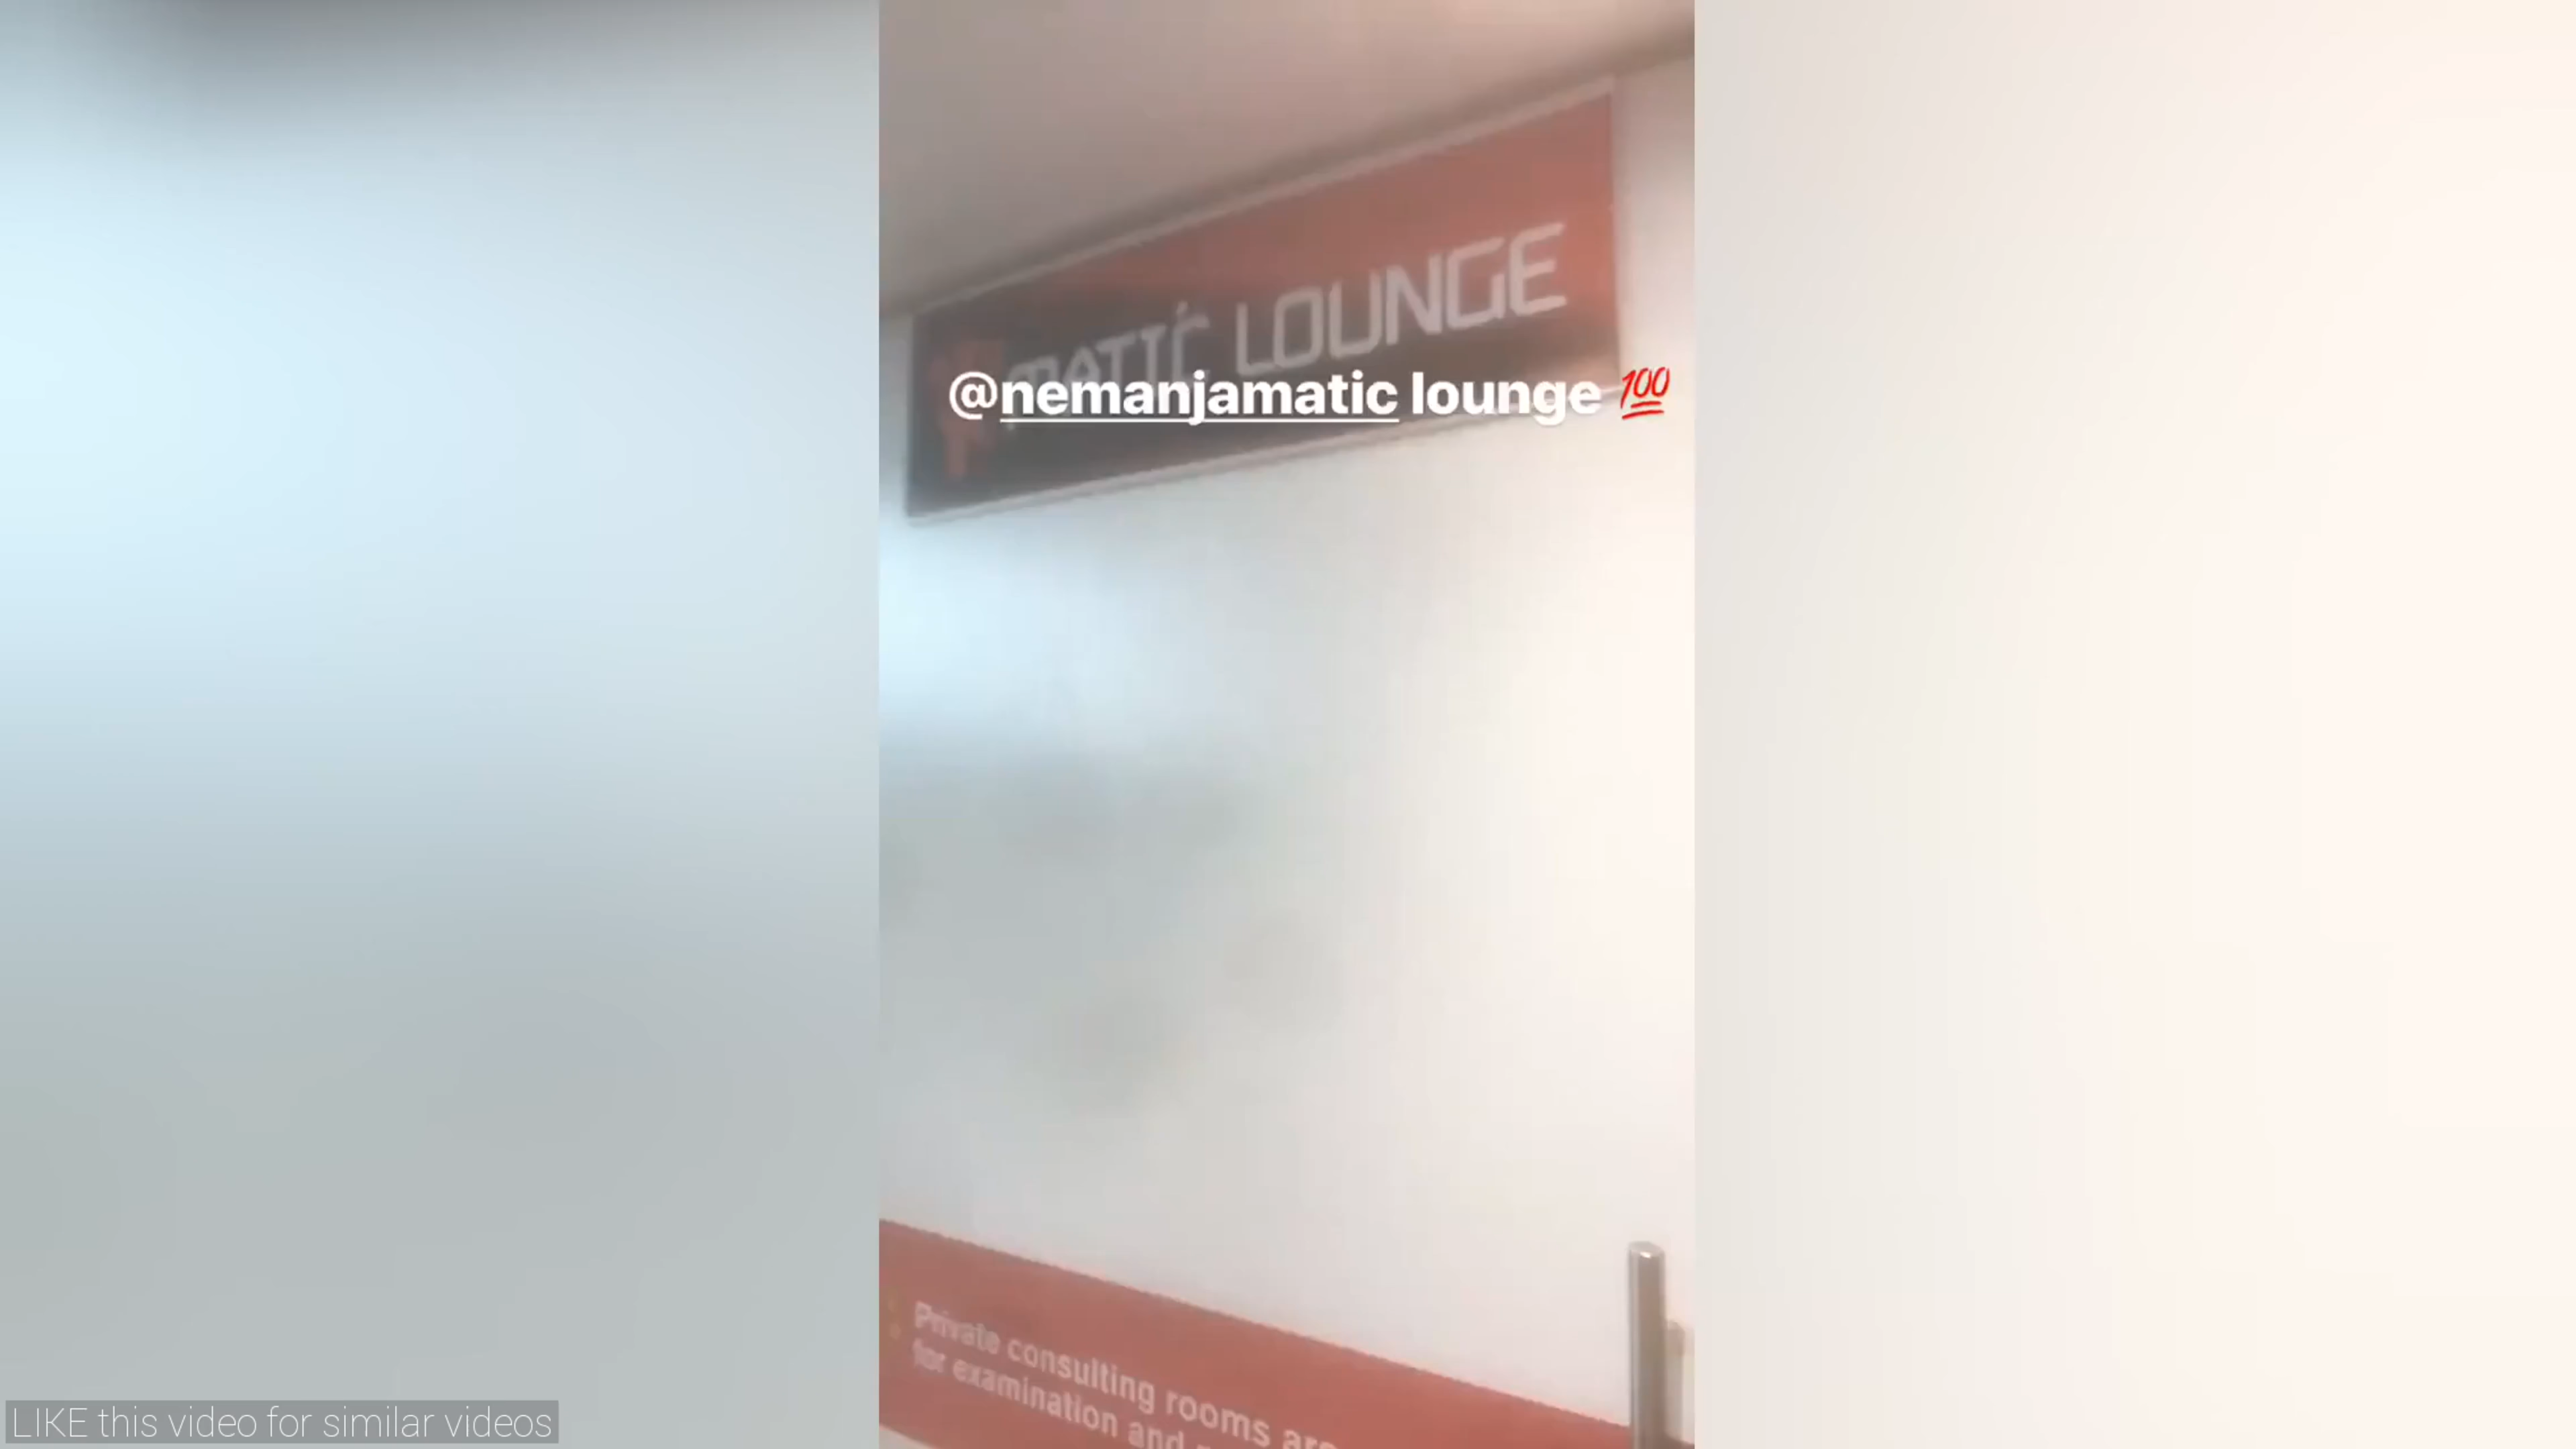 MATIĆ LOUNGE
@nemanjamatic lounge 💯
Private consulting rooms are
for examination and
LIKE this video for similar videos